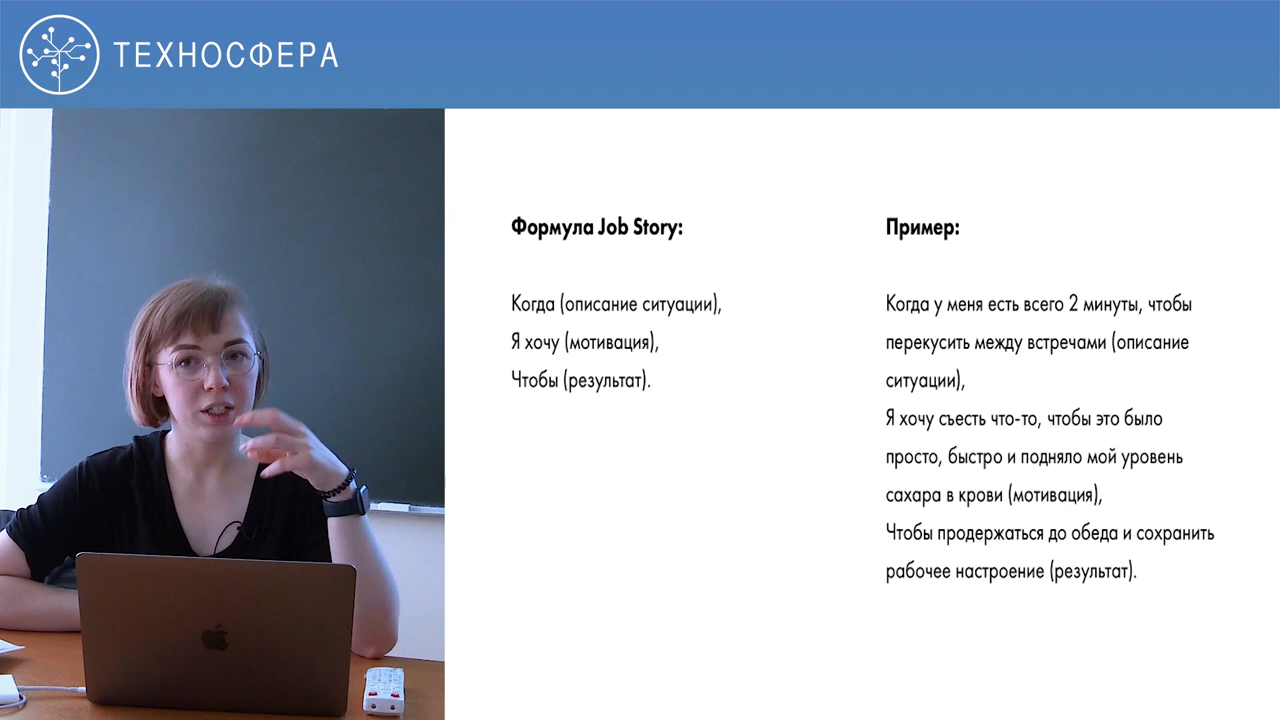 ТЕХНОСФЕРА
Формула Job Story:
Когда (описание ситуации),
Я хочу (мотивация),
Чтобы (результат).
Пример:
Когда у меня есть всего 2 минуты, чтобы
перекусить между встречами (описание
ситуации),
Я хочу съесть что-то, чтобы это было
просто, быстро и подняло мой уровень
сахара в крови (мотивация),
Чтобы продержаться до обеда и сохранить
рабочее настроение (результат).